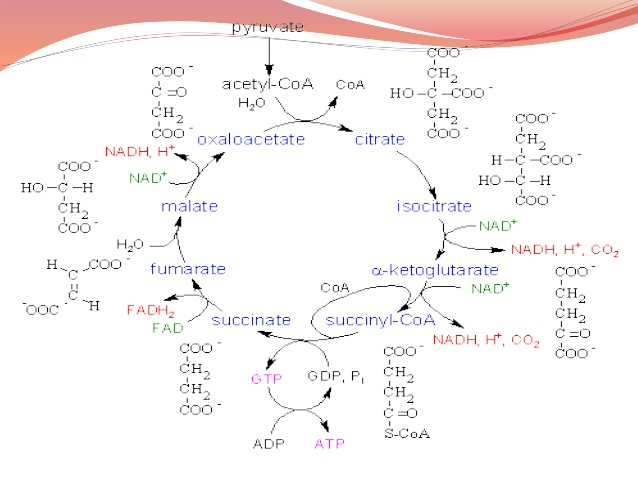 pyruvate
acetyl-CoA
CoA
H₂O
oxaloacetate
citrate
COO⁻
C=O
CH₂
COO⁻
COO⁻
CH₂
HO–C–COO⁻
CH₂
COO⁻
NADH, H⁺
NAD⁺
COO⁻
CH₂
H–C–COO⁻
HO–C–H
COO⁻
COO⁻
HO–C–H
CH₂
COO⁻
malate
isocitrate
NAD⁺
NADH, H⁺, CO₂
H₂O
fumarate
α-ketoglutarate
H COO⁻
C
C
⁻OOC H
CoA
NAD⁺
COO⁻
CH₂
CH₂
C=O
COO⁻
FADH₂
FAD
succinate
succinyl-CoA
NADH, H⁺, CO₂
COO⁻
CH₂
CH₂
COO⁻
GTP
GDP, Pᵢ
COO⁻
CH₂
CH₂
C=O
S-CoA
ADP
ATP